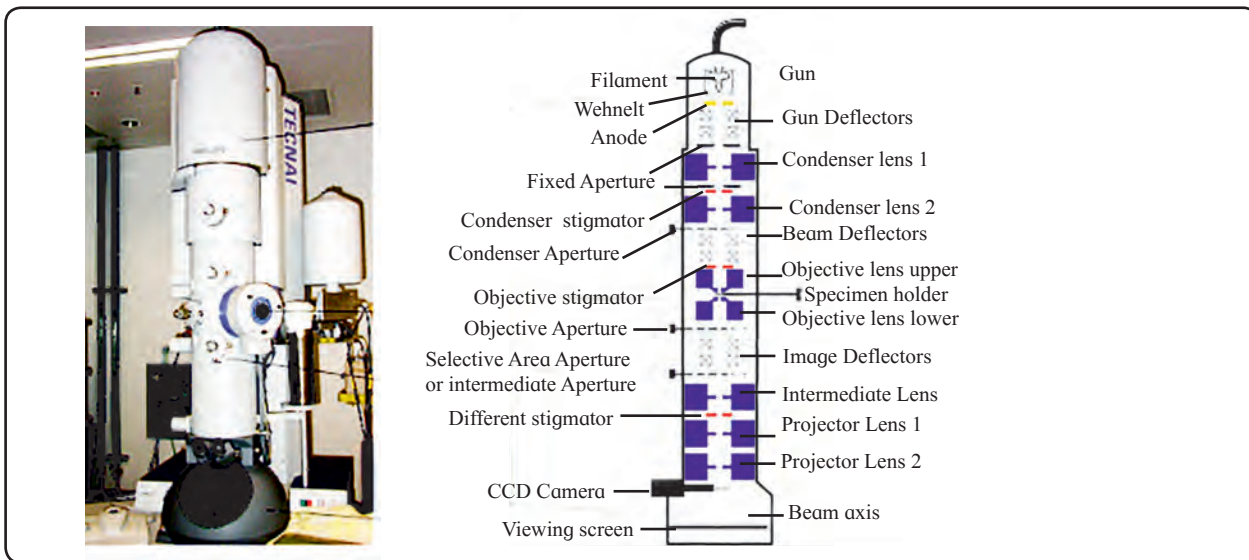 TECNAI
Filament
Gun
Wehnelt
Anode
Gun Deflectors
Fixed Aperture
Condenser lens 1
Condenser stigmator
Condenser lens 2
Condenser Aperture
Beam Deflectors
Objective stigmator
Objective lens upper
Specimen holder
Objective lens lower
Objective Aperture
Image Deflectors
Selective Area Aperture
or intermediate Aperture
Intermediate Lens
Different stigmator
Projector Lens 1
Projector Lens 2
CCD Camera
Beam axis
Viewing screen